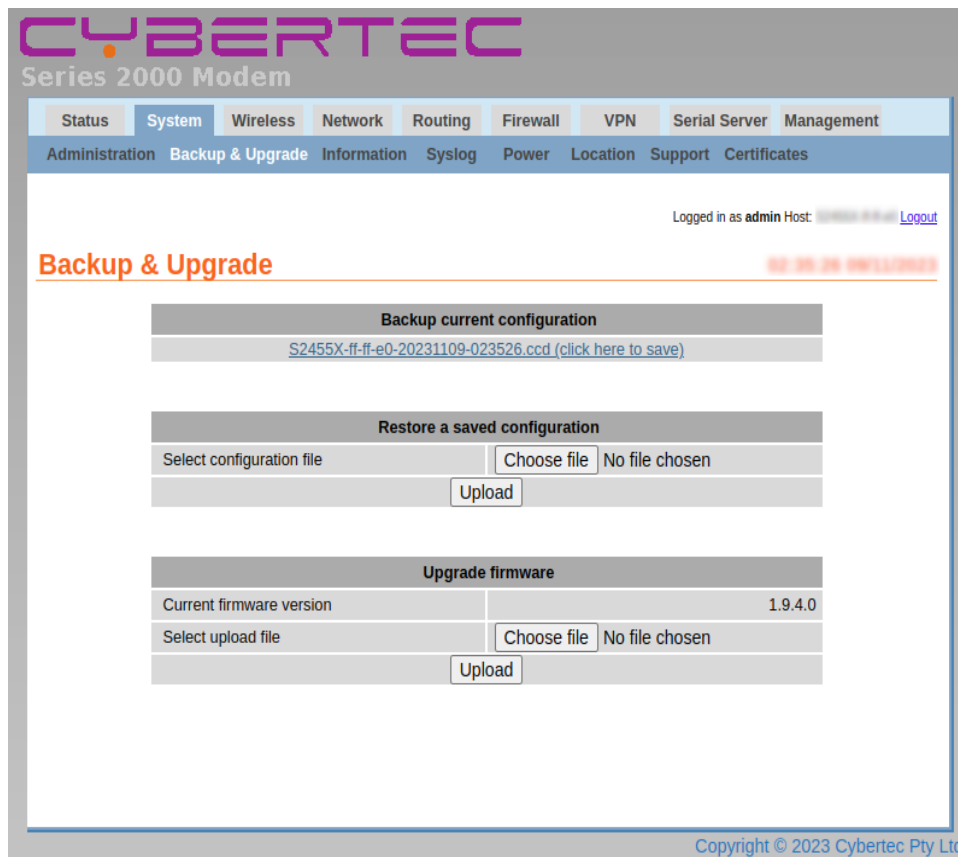 CYBERTEC
Series 2000 Modem
Status System Wireless Network Routing Firewall VPN Serial Server Management
Administration Backup & Upgrade Information Syslog Power Location Support Certificates
Logged in as admin Host: Logout
Backup & Upgrade
Backup current configuration
S2455X-ff-ff-e0-20231109-023526.ccd (click here to save)
Restore a saved configuration
Select configuration file Choose file No file chosen
Upload
Upgrade firmware
Current firmware version 1.9.4.0
Select upload file Choose file No file chosen
Upload
Copyright © 2023 Cybertec Pty Ltd